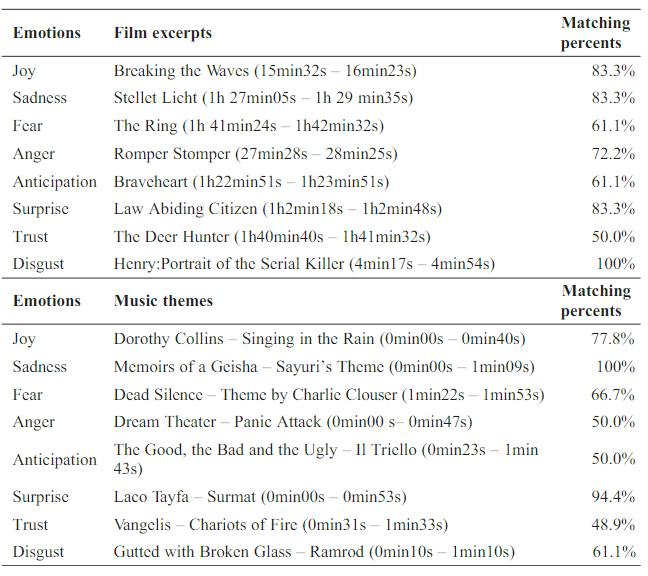 Emotions Film excerpts Matching percents
Joy Breaking the Waves (15min32s – 16min23s) 83.3%
Sadness Stellet Licht (1h 27min05s – 1h 29 min35s) 83.3%
Fear The Ring (1h 41min24s – 1h42min32s) 61.1%
Anger Romper Stomper (27min28s – 28min25s) 72.2%
Anticipation Braveheart (1h22min51s – 1h23min51s) 61.1%
Surprise Law Abiding Citizen (1h2min18s – 1h2min48s) 83.3%
Trust The Deer Hunter (1h40min40s – 1h41min32s) 50.0%
Disgust Henry:Portrait of the Serial Killer (4min17s – 4min54s) 100%
Emotions Music themes Matching percents
Joy Dorothy Collins – Singing in the Rain (0min00s – 0min40s) 77.8%
Sadness Memoirs of a Geisha – Sayuri’s Theme (0min00s – 1min09s) 100%
Fear Dead Silence – Theme by Charlie Clouser (1min22s – 1min53s) 66.7%
Anger Dream Theater – Panic Attack (0min00 s– 0min47s) 50.0%
Anticipation The Good, the Bad and the Ugly – Il Triello (0min23s – 1min 43s) 50.0%
Surprise Laco Tayfa – Surmat (0min00s – 0min53s) 94.4%
Trust Vangelis – Chariots of Fire (0min31s – 1min33s) 48.9%
Disgust Gutted with Broken Glass – Ramrod (0min10s – 1min10s) 61.1%